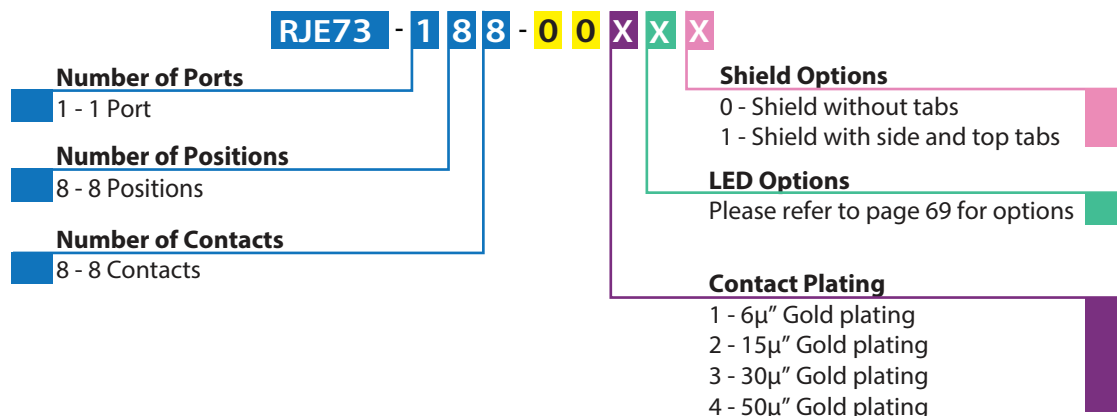 RJE73 - 1 8 8 - 0 0 X X X
Number of Ports
1 - 1 Port
Number of Positions
8 - 8 Positions
Number of Contacts
8 - 8 Contacts
Shield Options
0 - Shield without tabs
1 - Shield with side and top tabs
LED Options
Please refer to page 69 for options
Contact Plating
1 - 6µ” Gold plating
2 - 15µ” Gold plating
3 - 30µ” Gold plating
4 - 50µ” Gold plating